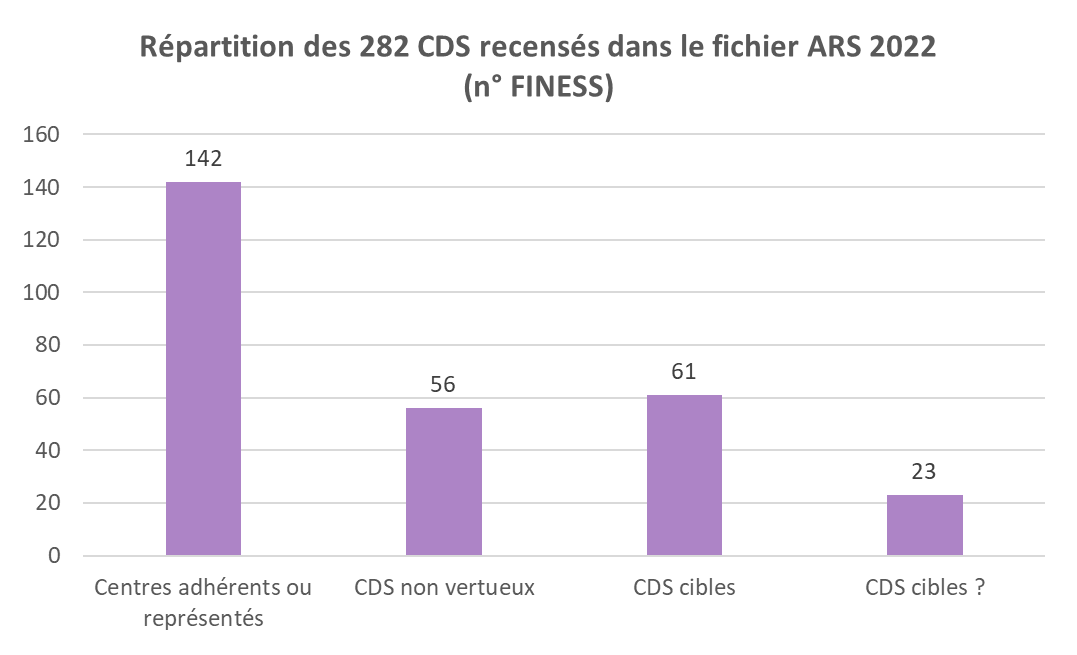 Répartition des 282 CDS recensés dans le fichier ARS 2022
(n° FINESS)
160
140
120
100
80
60
40
20
0
142
56
61
23
Centres adhérents ou
représentés
CDS non vertueux
CDS cibles
CDS cibles ?